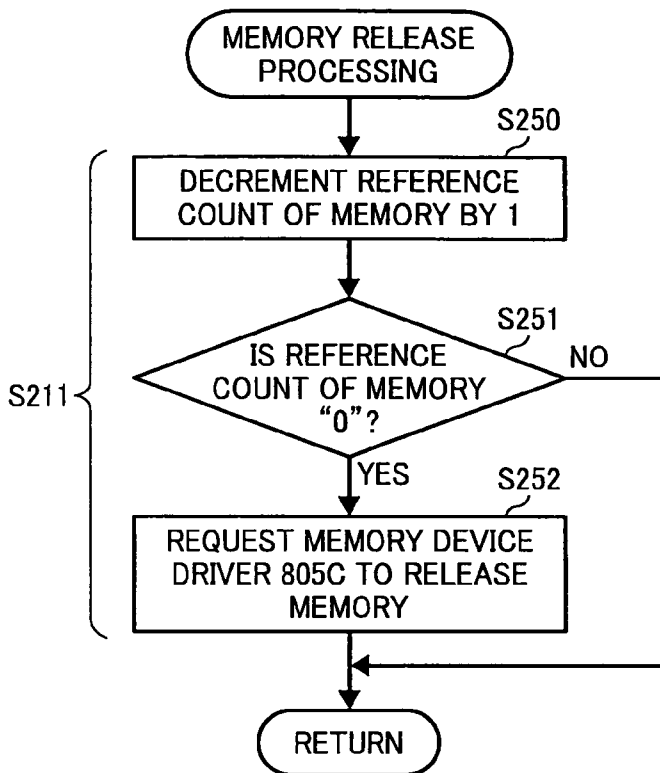 MEMORY RELEASE
PROCESSING
S250
DECREMENT REFERENCE
COUNT OF MEMORY BY 1
S251
IS REFERENCE
COUNT OF MEMORY
“0”?
NO
S211
YES
S252
REQUEST MEMORY DEVICE
DRIVER 805C TO RELEASE
MEMORY
RETURN